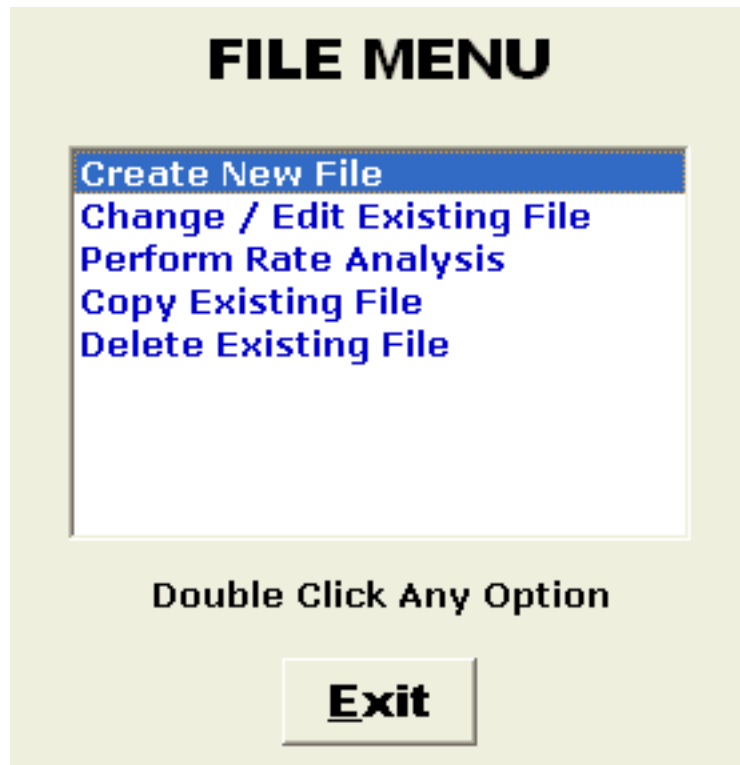 FILE MENU
Create New File
Change / Edit Existing File
Perform Rate Analysis
Copy Existing File
Delete Existing File
Double Click Any Option
Exit